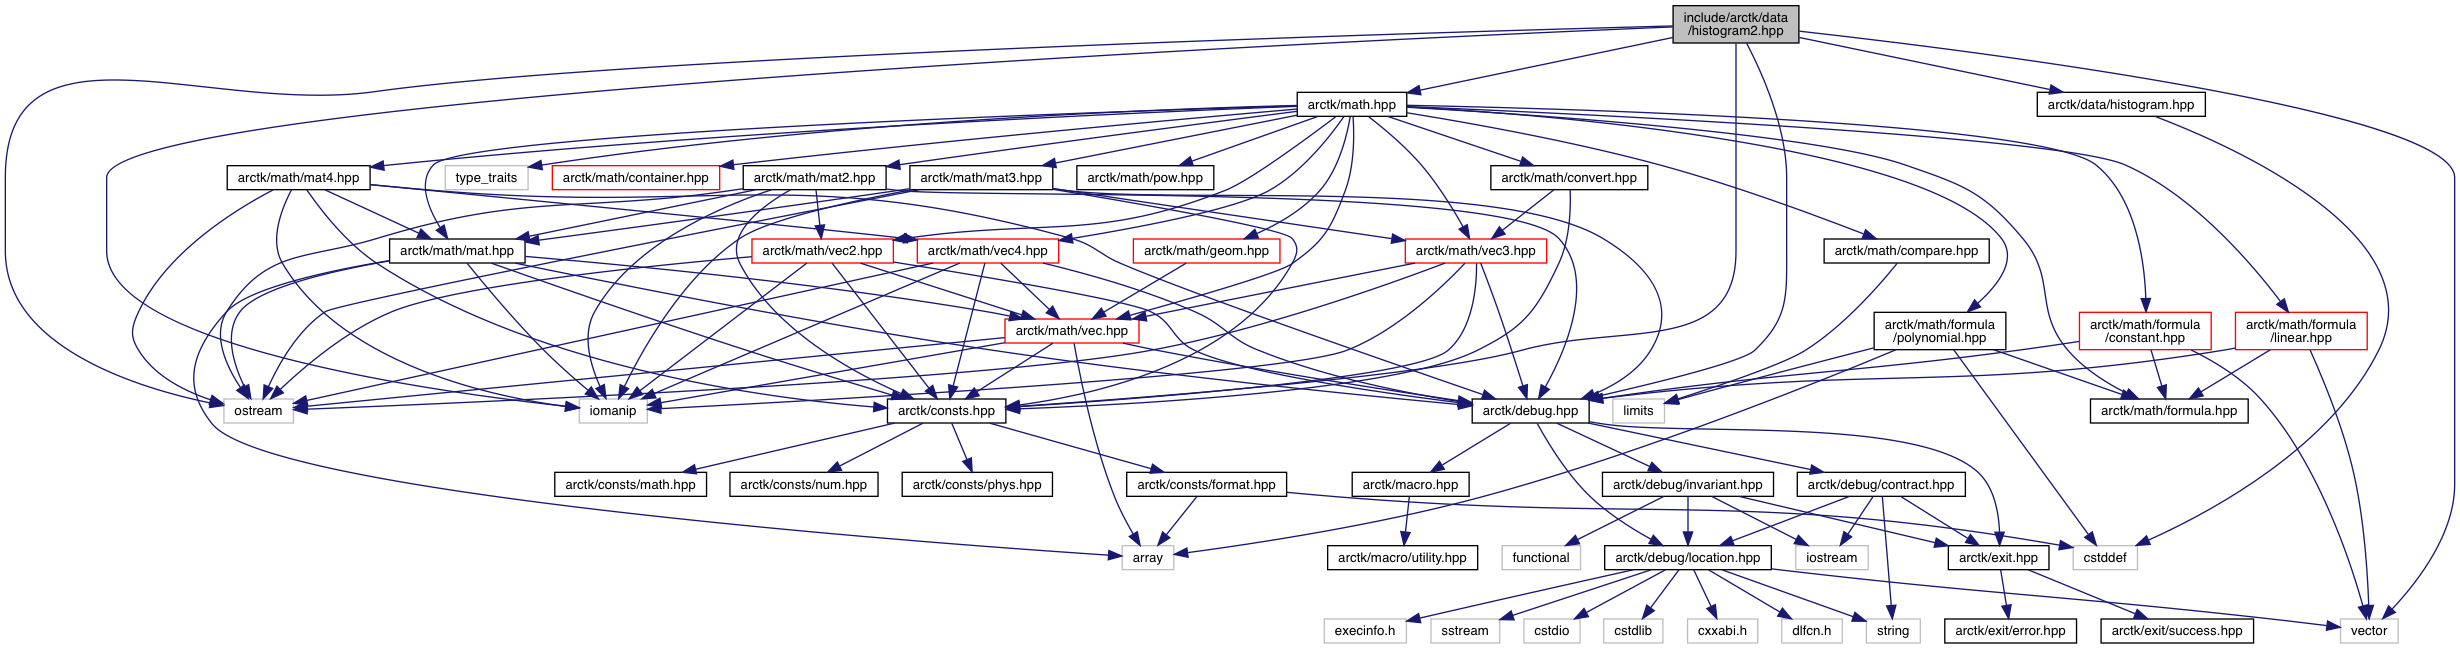 include/arctk/data
/histogram2.hpp
arctk/math.hpp
arctk/data/histogram.hpp
arctk/math/mat4.hpp
type_traits
arctk/math/container.hpp
arctk/math/mat2.hpp
arctk/math/mat3.hpp
arctk/math/pow.hpp
arctk/math/convert.hpp
arctk/math/mat.hpp
arctk/math/vec2.hpp
arctk/math/vec4.hpp
arctk/math/geom.hpp
arctk/math/vec3.hpp
arctk/math/compare.hpp
arctk/math/vec.hpp
arctk/math/formula
/polynomial.hpp
arctk/math/formula
/constant.hpp
arctk/math/formula
/linear.hpp
ostream
iomanip
arctk/consts.hpp
arctk/debug.hpp
limits
arctk/math/formula.hpp
arctk/consts/math.hpp
arctk/consts/num.hpp
arctk/consts/phys.hpp
arctk/consts/format.hpp
arctk/macro.hpp
arctk/debug/invariant.hpp
arctk/debug/contract.hpp
array
arctk/macro/utility.hpp
functional
arctk/debug/location.hpp
iostream
arctk/exit.hpp
cstddef
execinfo.h
sstream
cstdio
cstdlib
cxxabi.h
dlfcn.h
string
arctk/exit/error.hpp
arctk/exit/success.hpp
vector